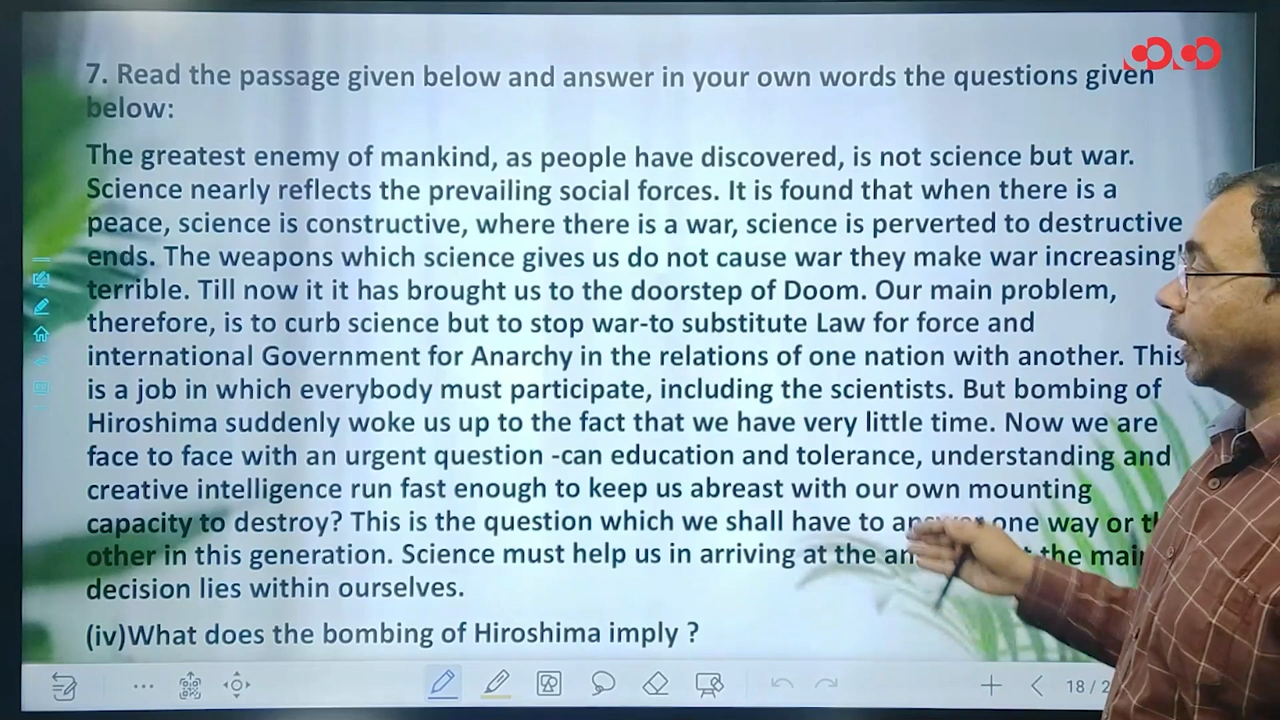 7. Read the passage given below and answer in your own words the questions given
below:
The greatest enemy of mankind, as people have discovered, is not science but war.
Science nearly reflects the prevailing social forces. It is found that when there is a
peace, science is constructive, where there is a war, science is perverted to destructive
ends. The weapons which science gives us do not cause war they make war increasingl
terrible. Till now it it has brought us to the doorstep of Doom. Our main problem,
therefore, is to curb science but to stop war-to substitute Law for force and
international Government for Anarchy in the relations of one nation with another. This
is a job in which everybody must participate, including the scientists. But bombing of
Hiroshima suddenly woke us up to the fact that we have very little time. Now we are
face to face with an urgent question -can education and tolerance, understanding and
creative intelligence run fast enough to keep us abreast with our own mounting
capacity to destroy? This is the question which we shall have to one way or
other in this generation. Science must help us in arriving at the the main
decision lies within ourselves.
(iv)What does the bombing of Hiroshima imply ?
18 / 2